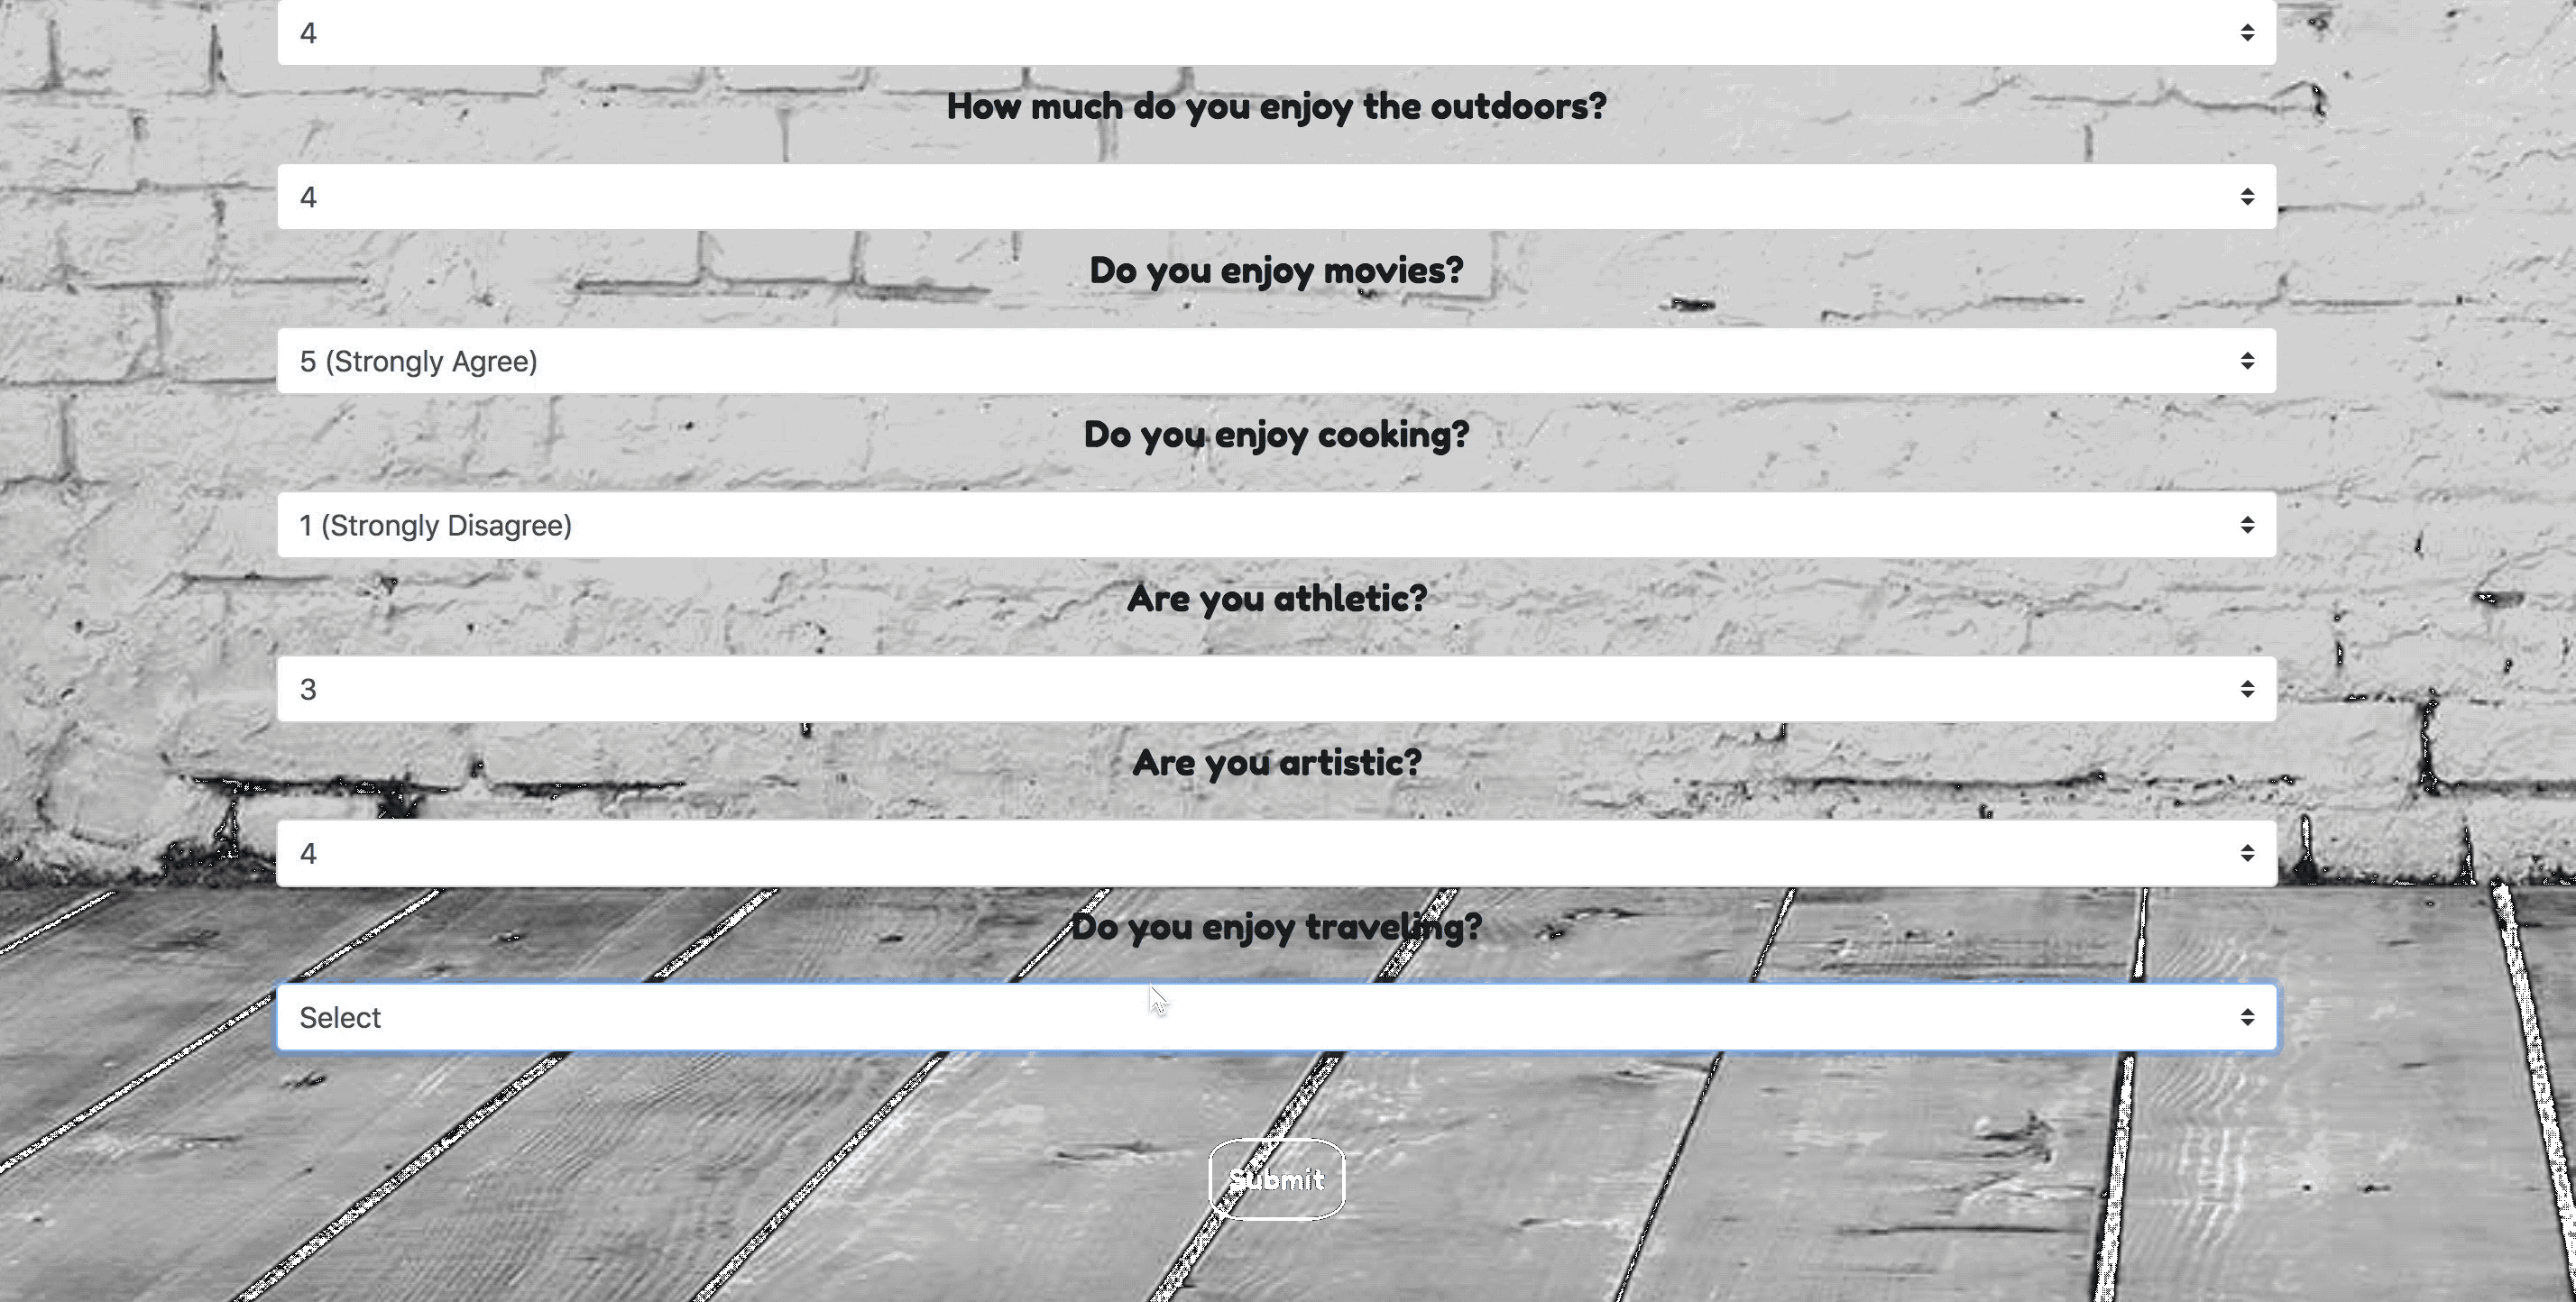 4
How much do you enjoy the outdoors?
4
Do you enjoy movies?
5 (Strongly Agree)
Do you enjoy cooking?
1 (Strongly Disagree)
Are you athletic?
3
Are you artistic?
4
Do you enjoy traveling?
Select
Submit